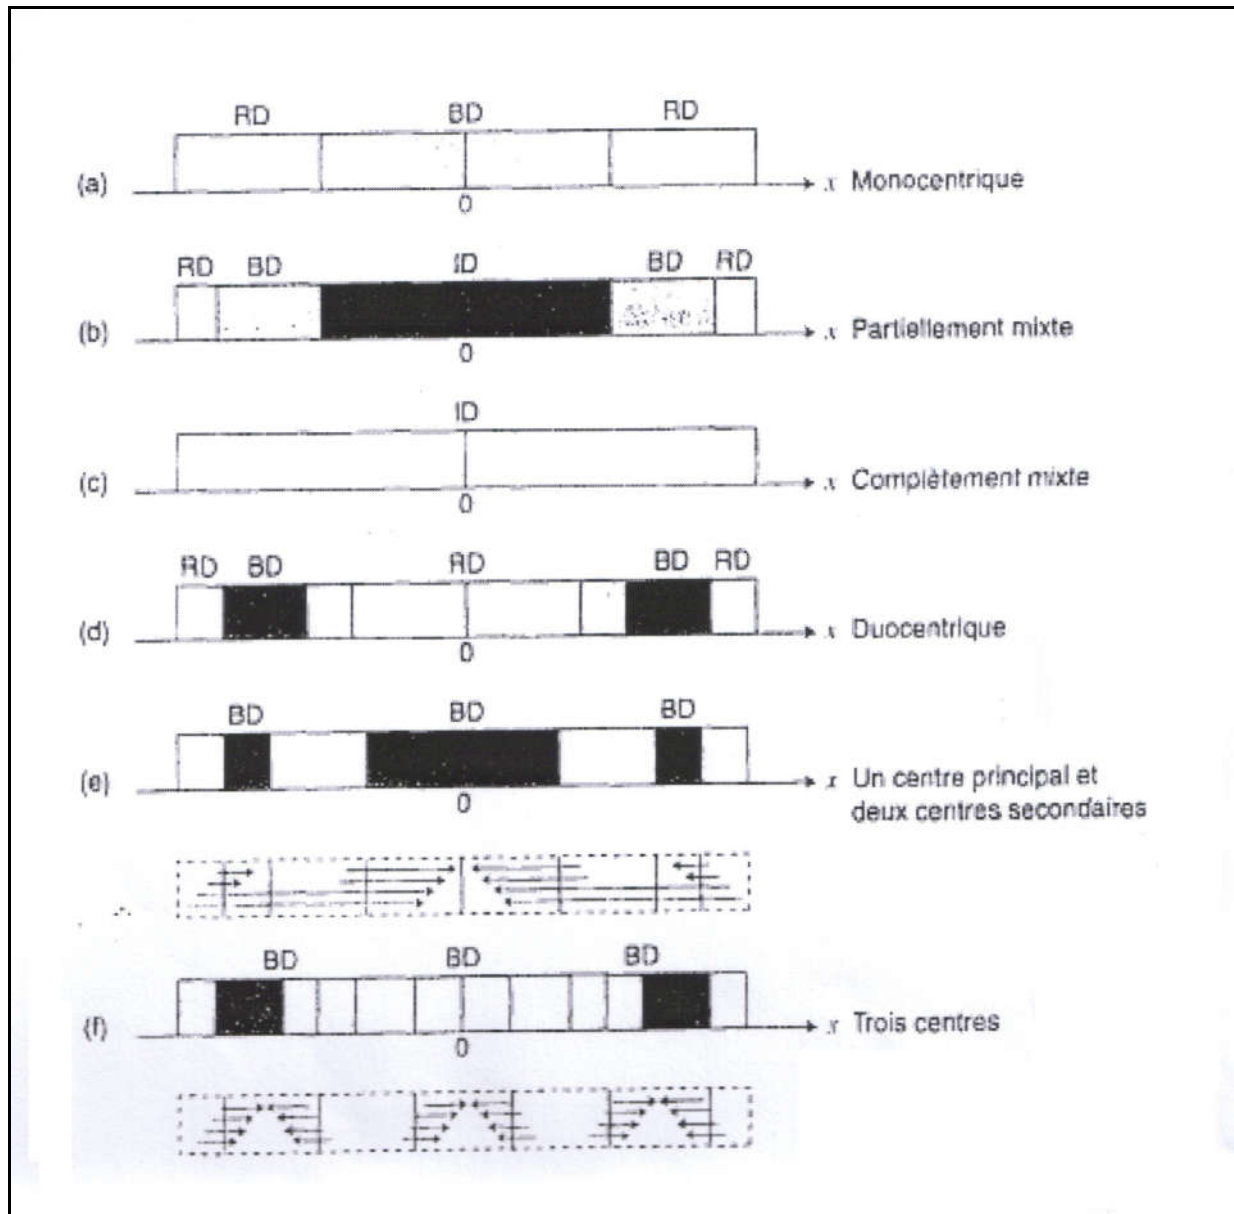 RD BD RD
(a) x Monocentrique
0
RD BD ID BD RD
(b) x Partiellement mixte
0
ID
(c) x Complètement mixte
0
RD BD RD BD RD
(d) x Duocentrique
0
BD BD BD
(e) x Un centre principal et
0 deux centres secondaires
BD BD BD
(f) x Trois centres
0